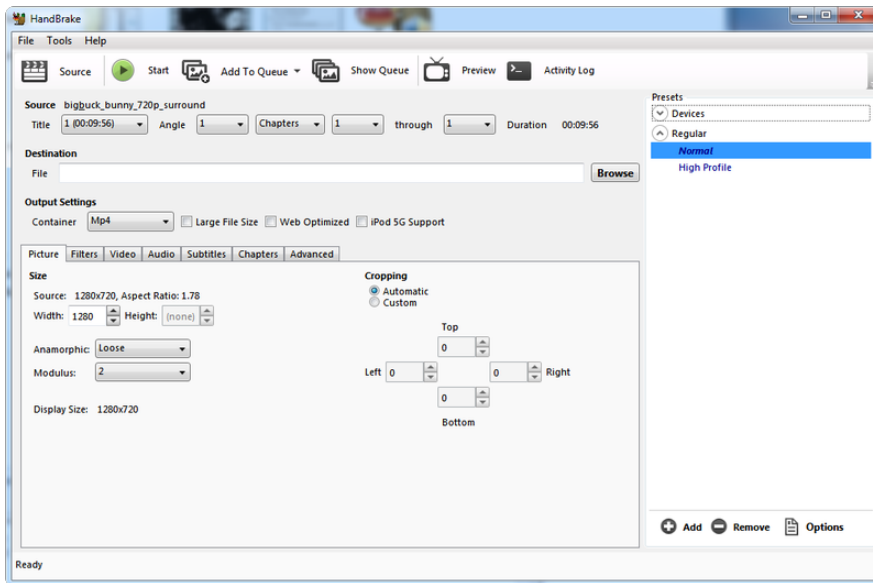 HandBrake
File Tools Help
Source Start Add To Queue Show Queue Preview Activity Log
Source bigbuck_bunny_720p_surround
Title 1 (00:09:56) Angle 1 Chapters 1 through 1 Duration 00:09:56
Destination
File Browse
Output Settings
Container Mp4 Large File Size Web Optimized iPod 5G Support
Picture Filters Video Audio Subtitles Chapters Advanced
Size
Source: 1280x720, Aspect Ratio: 1.78
Width: 1280 Height: (none)
Anamorphic: Loose
Modulus: 2
Display Size: 1280x720
Cropping
Automatic
Custom
Top
0
Left 0 0 Right
0
Bottom
Presets
Devices
Regular
Normal
High Profile
Add Remove Options
Ready